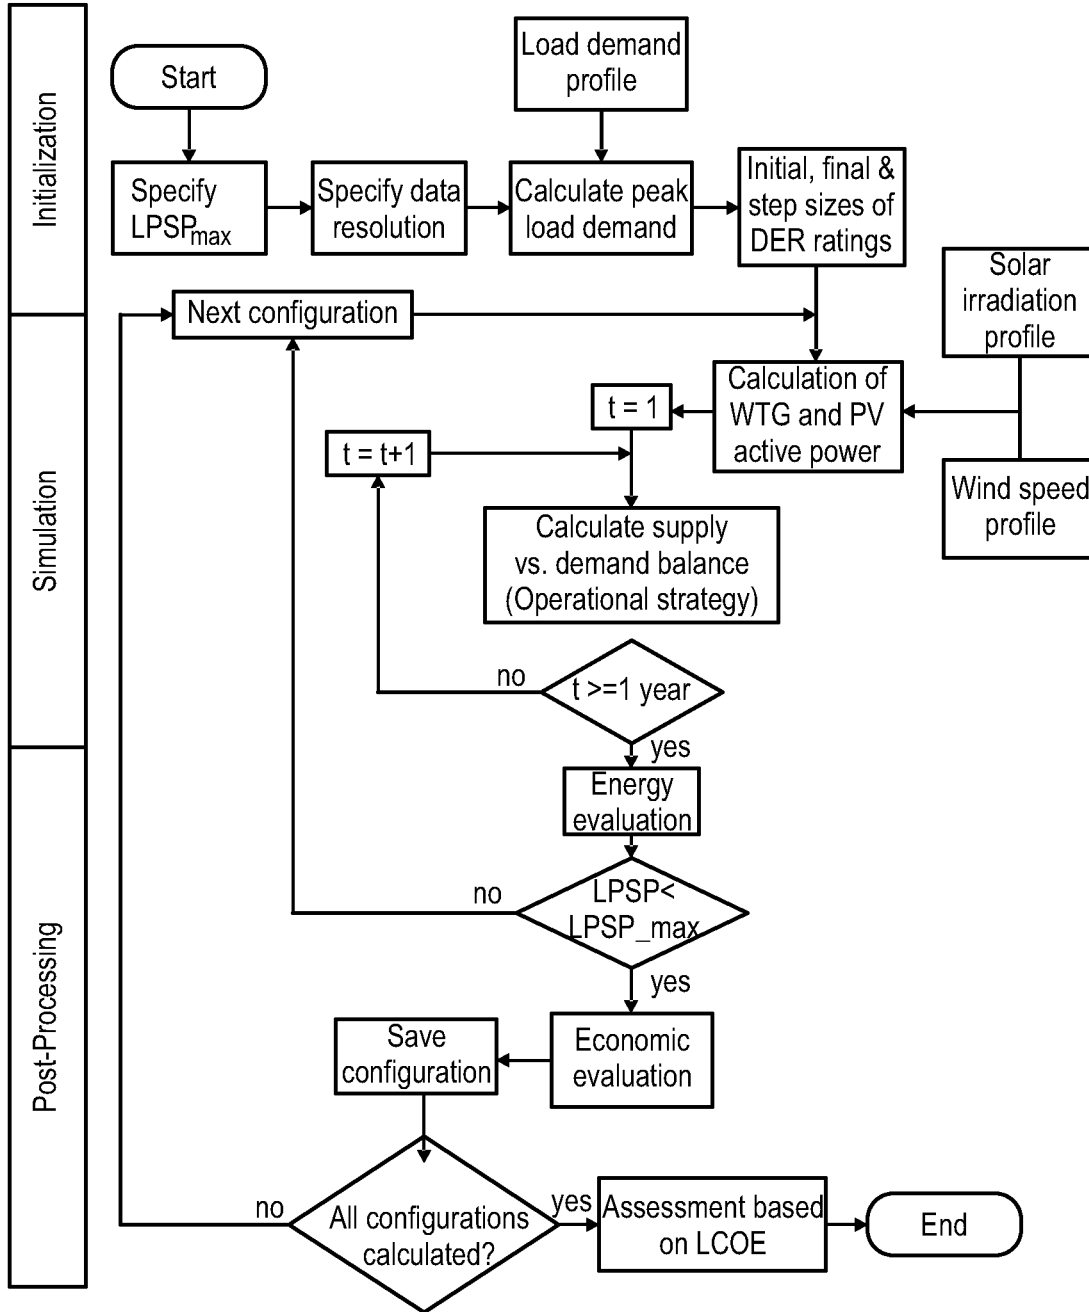 Initialization
Simulation
Post-Processing
Start
Load demand
profile
Specify
LPSPmax
Specify data
resolution
Calculate peak
load demand
Initial, final &
step sizes of
DER ratings
Solar
irradiation
profile
Next configuration
Calculation of
WTG and PV
active power
t = 1
t = t+1
Wind speed
profile
Calculate supply
vs. demand balance
(Operational strategy)
no
t >=1 year
yes
Energy
evaluation
no
LPSP<
LPSP_max
yes
Save
configuration
Economic
evaluation
no
All configurations
calculated?
yes
Assessment based
on LCOE
End